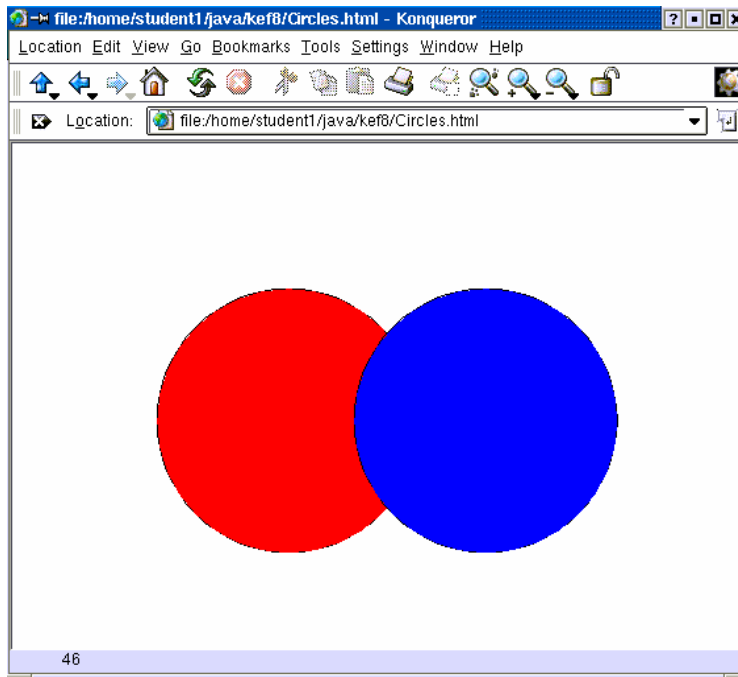 file:/home/student1/java/kef8/Circles.html - Konqueror
Location Edit View Go Bookmarks Tools Settings Window Help
Location: file:/home/student1/java/kef8/Circles.html
46